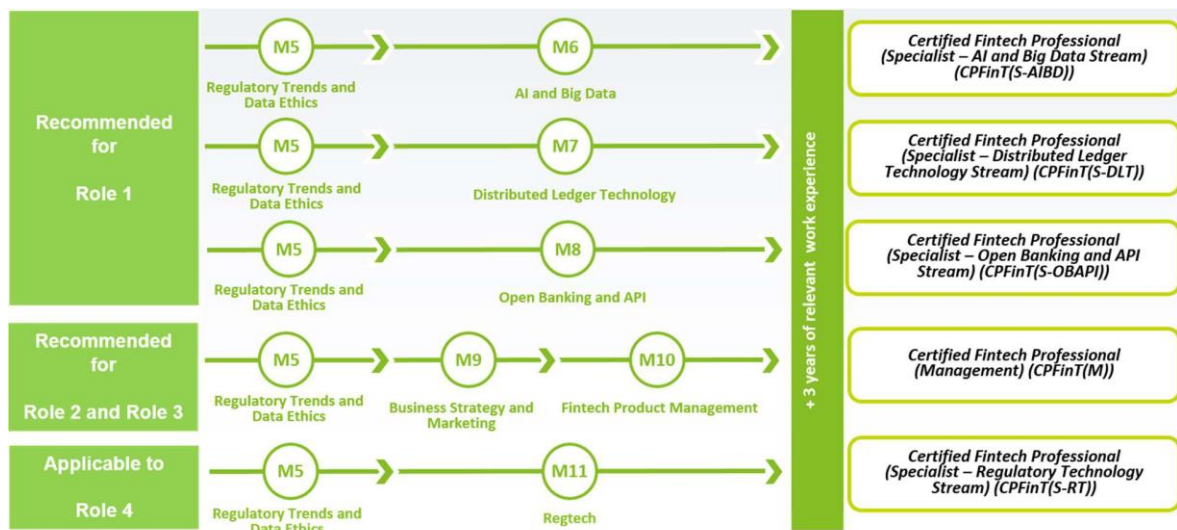 Recommended
for
Role 1
M5
Regulatory Trends and
Data Ethics
M6
AI and Big Data
M5
Regulatory Trends and
Data Ethics
M7
Distributed Ledger Technology
M5
Regulatory Trends and
Data Ethics
M8
Open Banking and API
Recommended
for
Role 2 and Role 3
M5
Regulatory Trends and
Data Ethics
M9
Business Strategy and
Marketing
M10
Fintech Product Management
Applicable to
Role 4
M5
Regulatory Trends and
Data Ethics
M11
Regtech
+ 3 years of relevant work experience
Certified Fintech Professional
(Specialist – AI and Big Data Stream)
(CPFinT(S-AIBD))
Certified Fintech Professional
(Specialist – Distributed Ledger
Technology Stream) (CPFinT(S-DLT))
Certified Fintech Professional
(Specialist – Open Banking and API
Stream) (CPFinT(S-OBAPI))
Certified Fintech Professional
(Management) (CPFinT(M))
Certified Fintech Professional
(Specialist – Regulatory Technology
Stream) (CPFinT(S-RT))